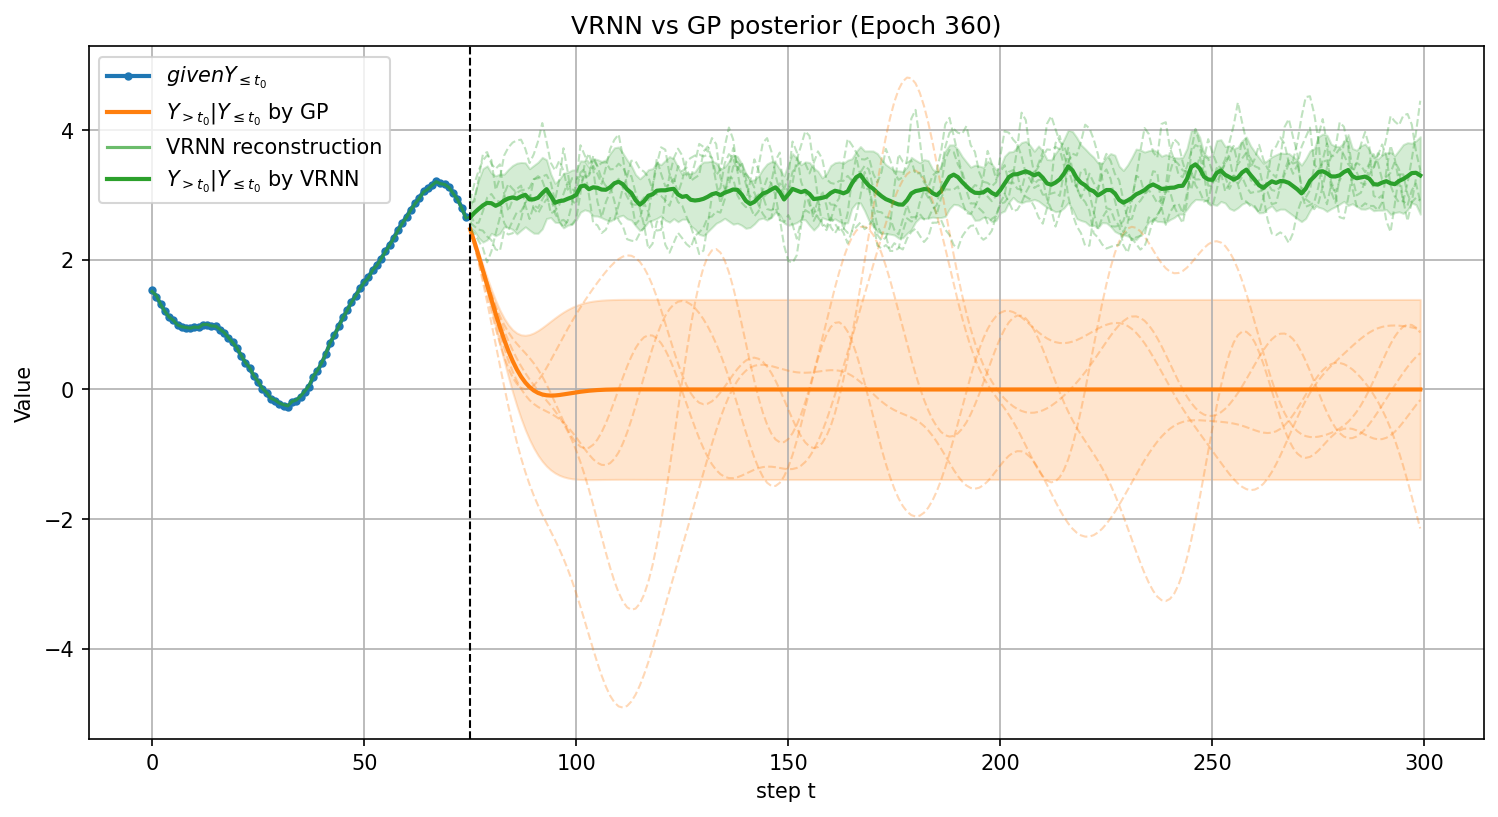 VRNN vs GP posterior (Epoch 360)
givenY≤t₀
Y>t₀|Y≤t₀ by GP
VRNN reconstruction
Y>t₀|Y≤t₀ by VRNN
Value
4
2
0
−2
−4
0 50 100 150 200 250 300
step t